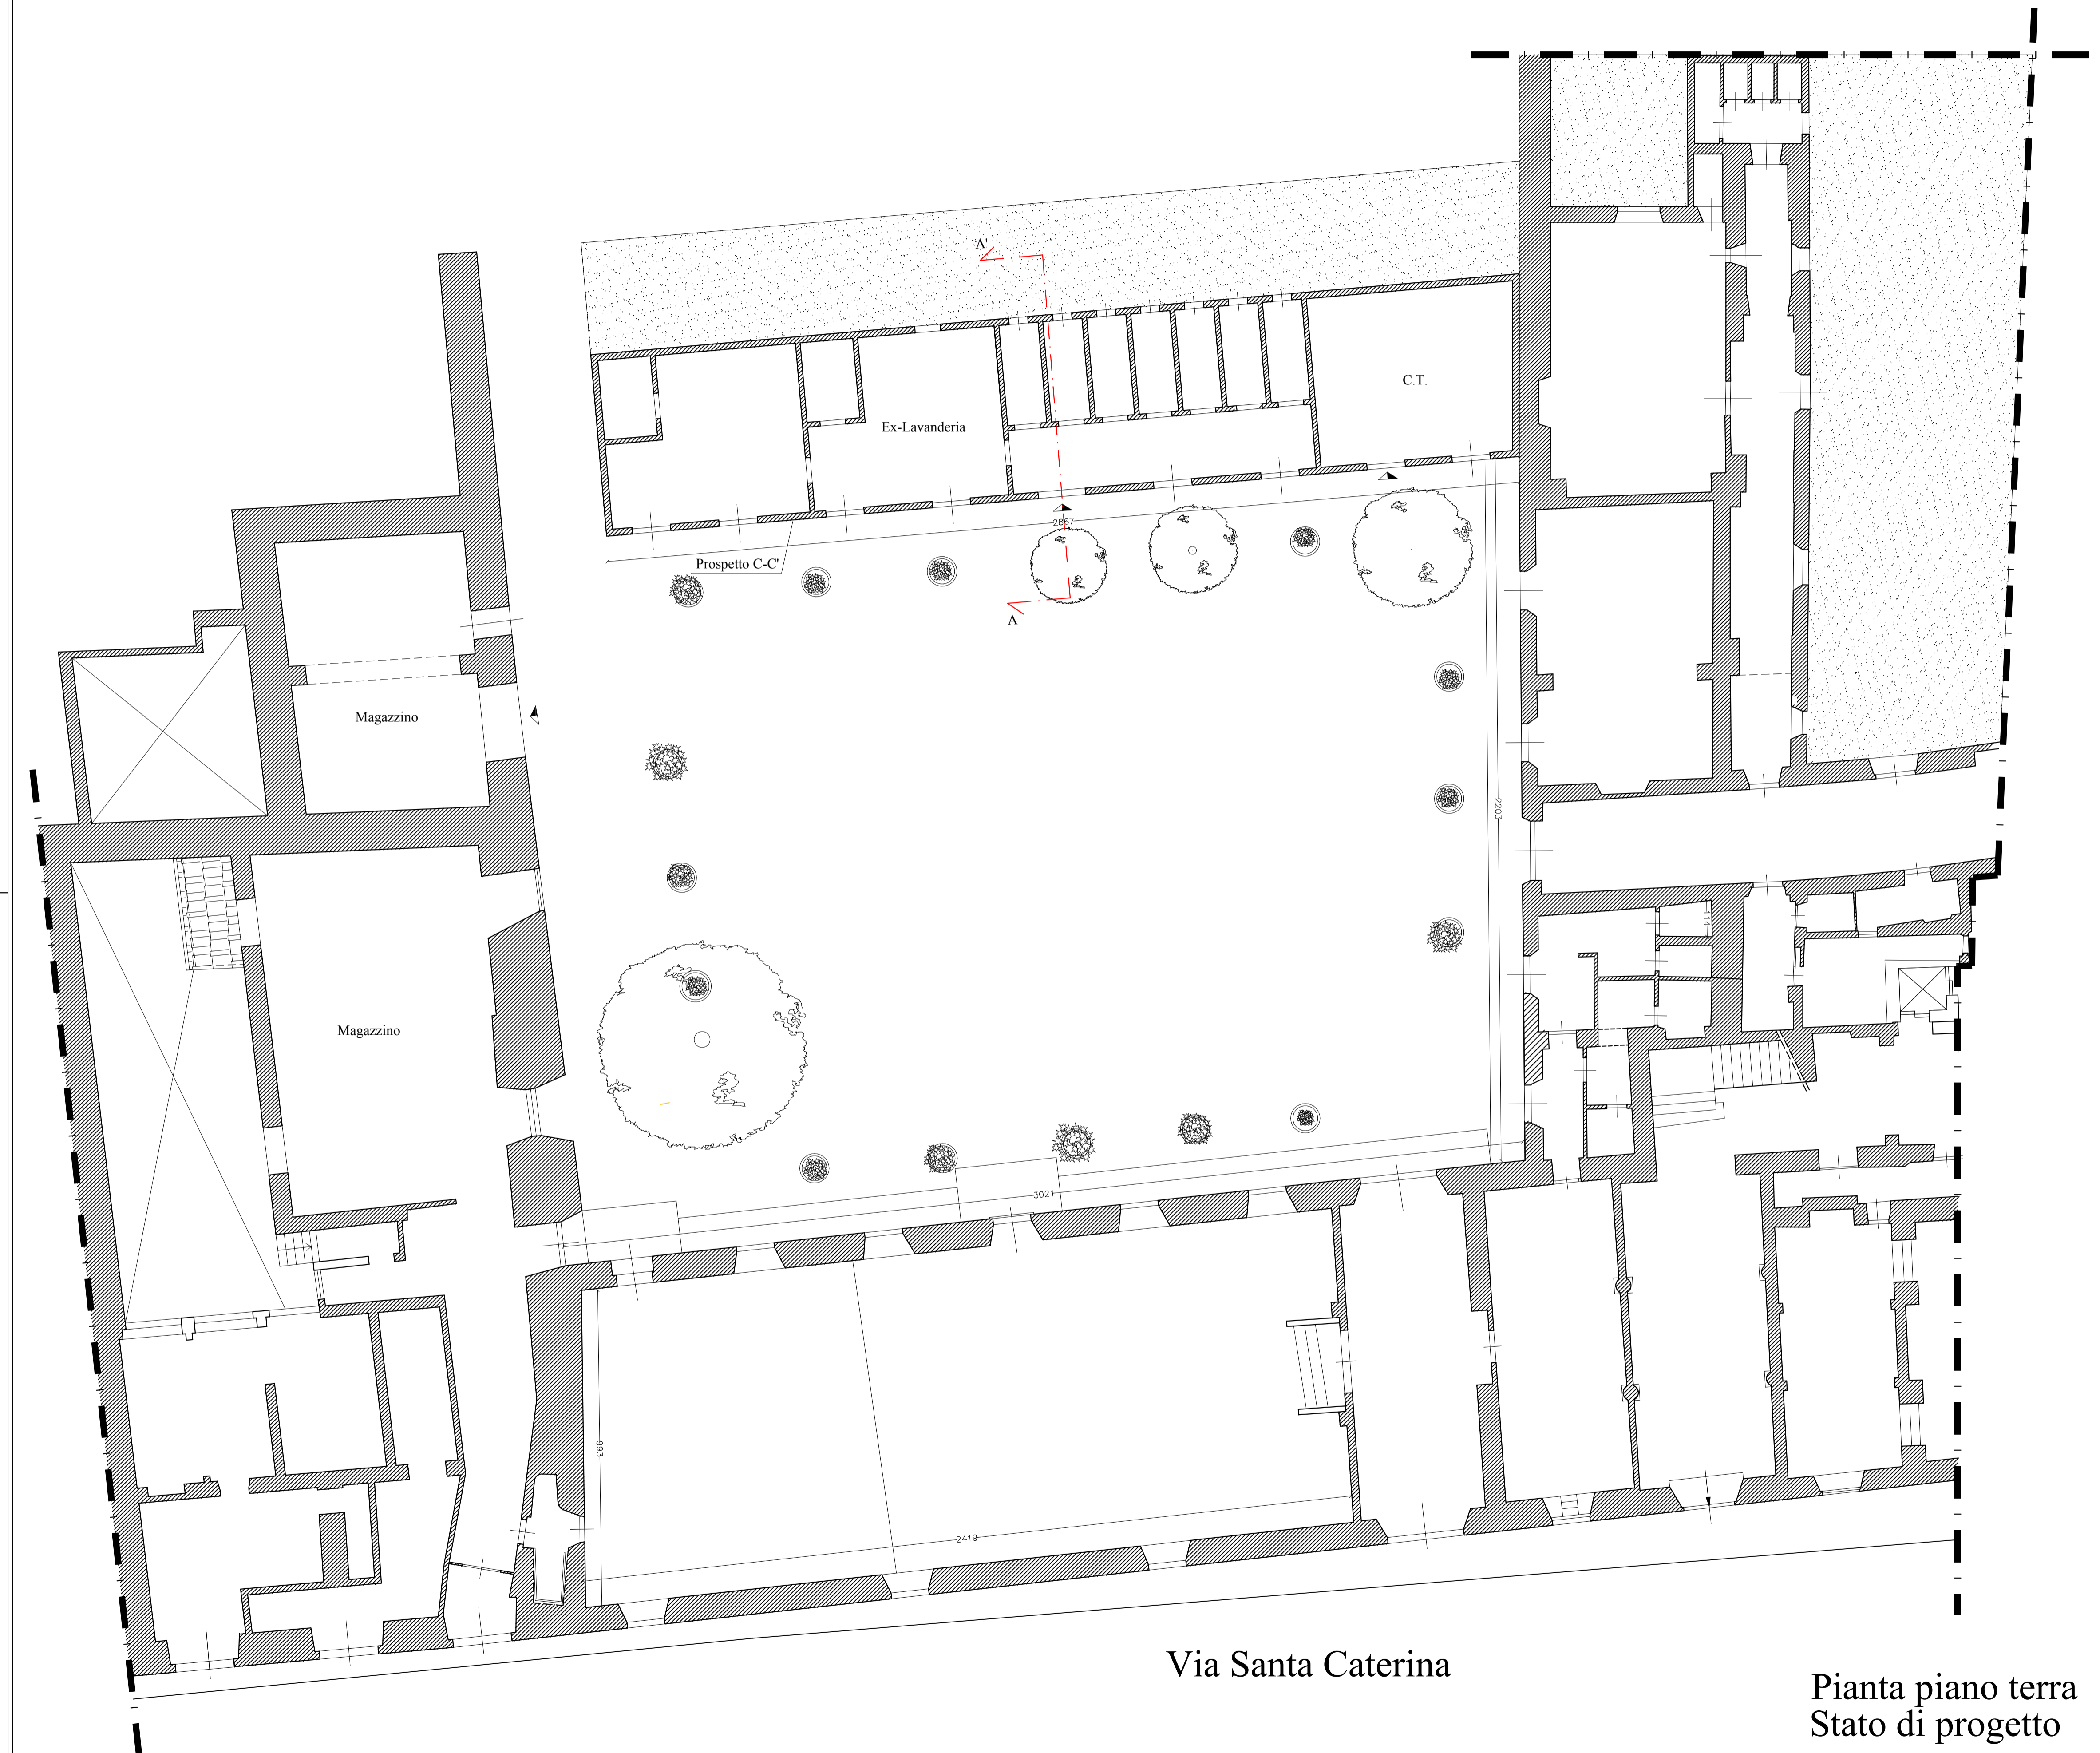 A'
C.T.
Ex-Lavanderia
2867
Prospetto C-C'
A
Magazzino
2203
Magazzino
3021
993
2419
Via Santa Caterina
Pianta piano terra
Stato di progetto